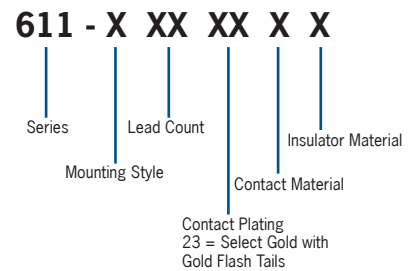 611 - X XX XX X X
Series
Lead Count
Insulator Material
Mounting Style
Contact Material
Contact Plating
23 = Select Gold with
Gold Flash Tails